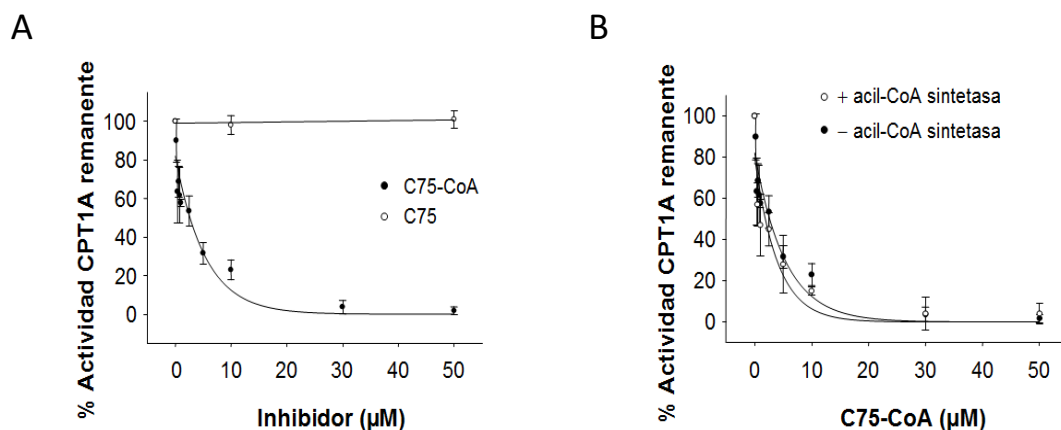 A
% Actividad CPT1A remanente
100
80
60
40
20
0
C75-CoA
C75
0 10 20 30 40 50
Inhibidor (µM)
B
% Actividad CPT1A remanente
100
80
60
40
20
0
+ acil-CoA sintetasa
– acil-CoA sintetasa
0 10 20 30 40 50
C75-CoA (µM)